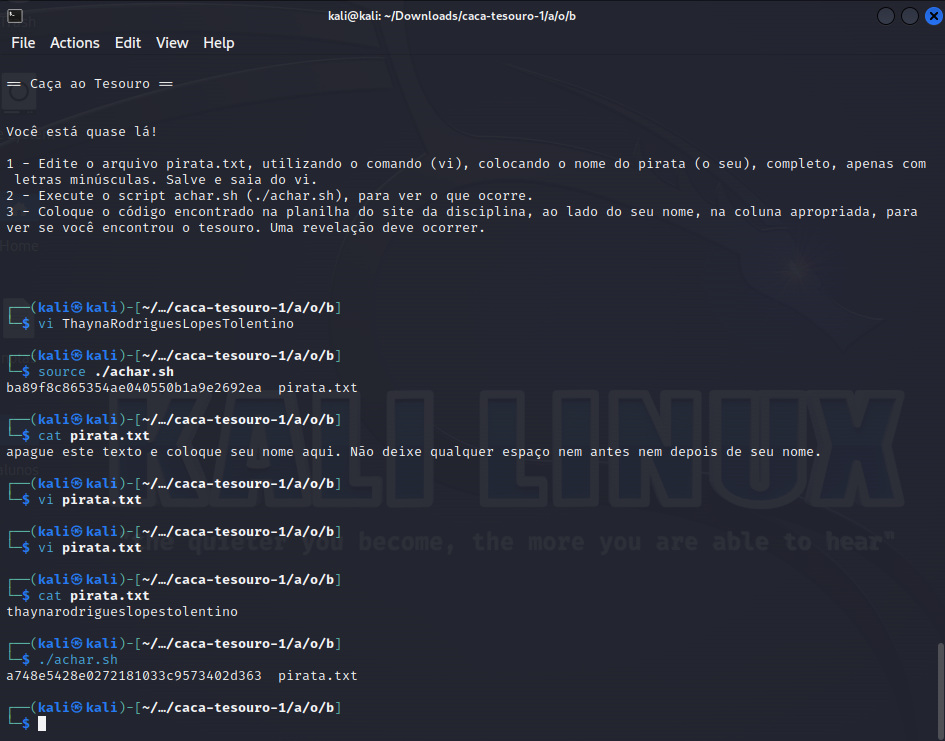 kali@kali: ~/Downloads/caca-tesouro-1/a/o/b
File Actions Edit View Help
== Caça ao Tesouro ==
Você está quase lá!
1 - Edite o arquivo pirata.txt, utilizando o comando (vi), colocando o nome do pirata (o seu), completo, apenas com
letras minúsculas. Salve e saia do vi.
2 - Execute o script achar.sh (./achar.sh), para ver o que ocorre.
3 - Coloque o código encontrado na planilha do site da disciplina, ao lado do seu nome, na coluna apropriada, para
ver se você encontrou o tesouro. Uma revelação deve ocorrer.
Home
┌──(kali㉿kali)-[~/…/caca-tesouro-1/a/o/b]
└─$ vi ThaynaRodriguesLopesTolentino
┌──(kali㉿kali)-[~/…/caca-tesouro-1/a/o/b]
└─$ source ./achar.sh
ba89f8c865354ae040550b1a9e2692ea  pirata.txt
┌──(kali㉿kali)-[~/…/caca-tesouro-1/a/o/b]
└─$ cat pirata.txt
apague este texto e coloque seu nome aqui. Não deixe qualquer espaço nem antes nem depois de seu nome.
┌──(kali㉿kali)-[~/…/caca-tesouro-1/a/o/b]
└─$ vi pirata.txt
┌──(kali㉿kali)-[~/…/caca-tesouro-1/a/o/b]
└─$ vi pirata.txt
┌──(kali㉿kali)-[~/…/caca-tesouro-1/a/o/b]
└─$ cat pirata.txt
thaynarodrigueslopestolentino
┌──(kali㉿kali)-[~/…/caca-tesouro-1/a/o/b]
└─$ ./achar.sh
a748e5428e0272181033c9573402d363  pirata.txt
┌──(kali㉿kali)-[~/…/caca-tesouro-1/a/o/b]
└─$
KALI LINUX
"the quieter you become, the more you are able to hear"